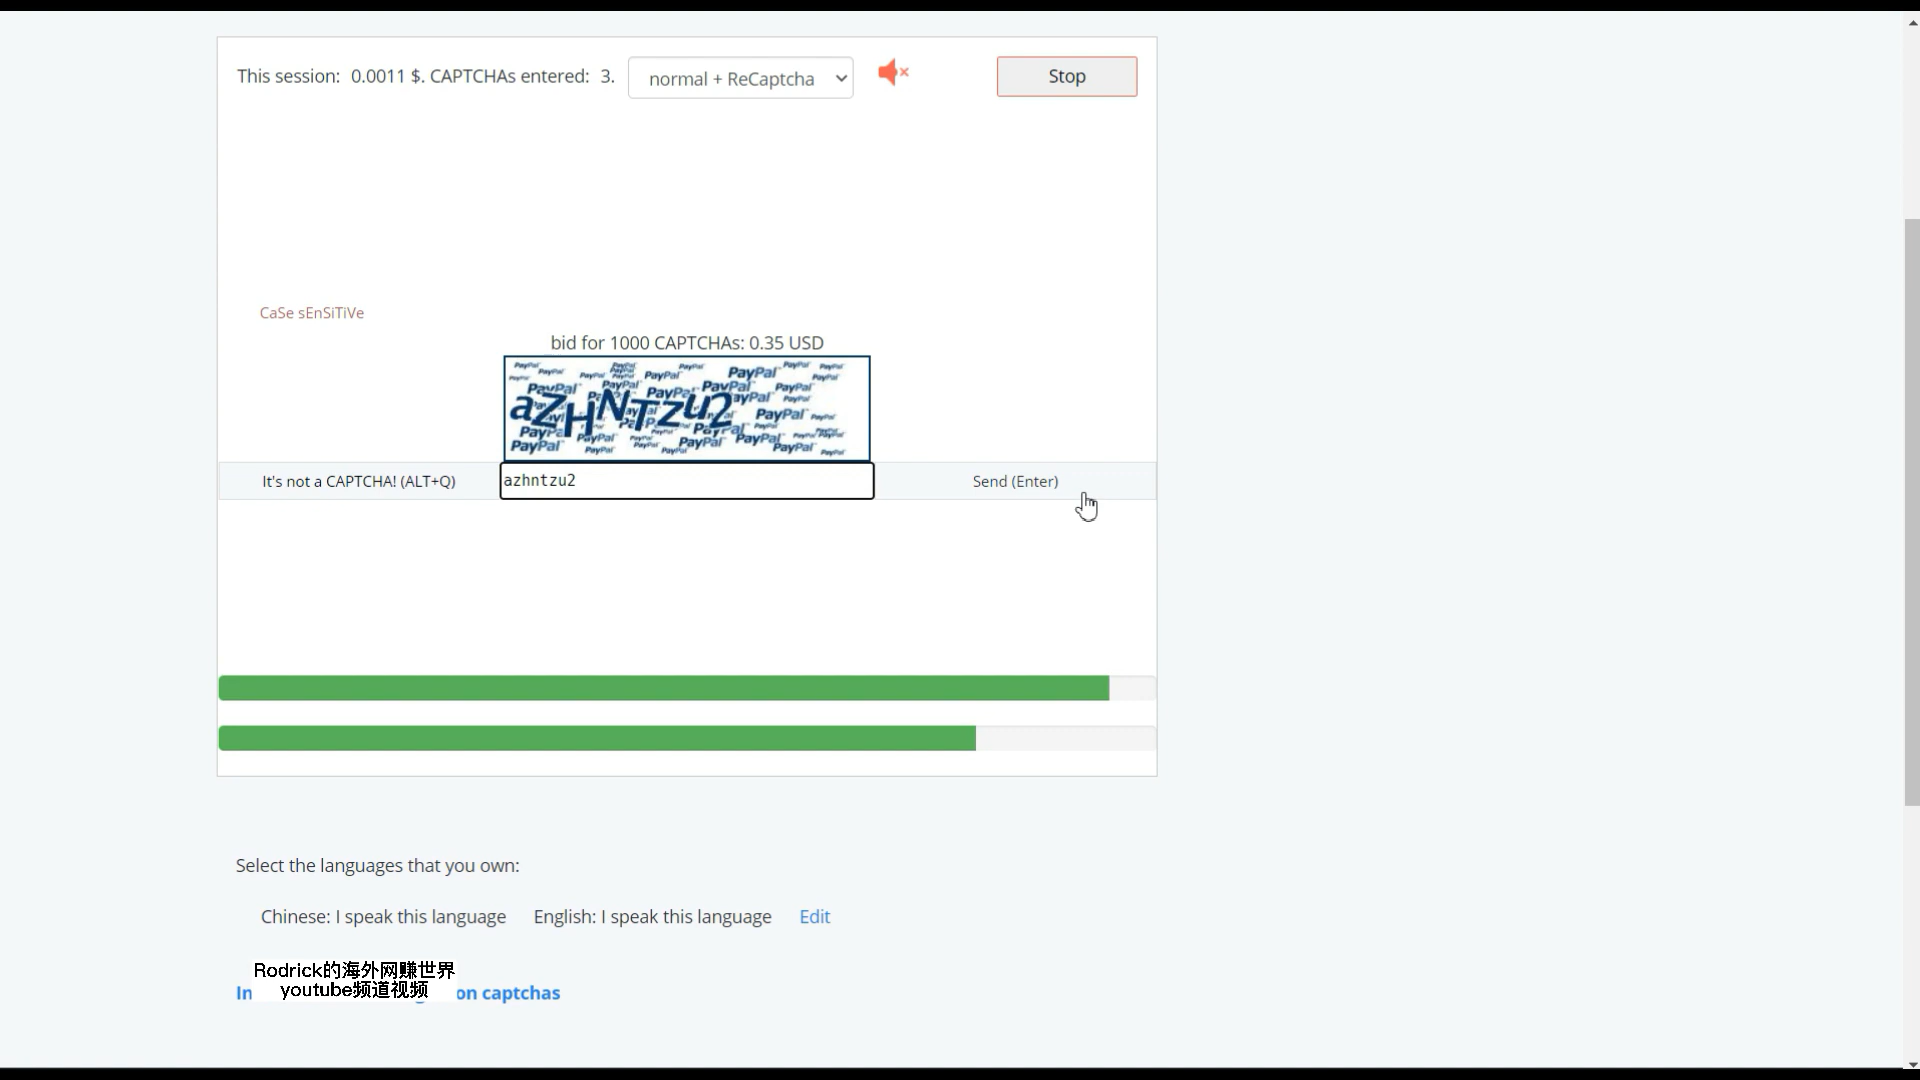 This session: 0.0011 $. CAPTCHAs entered: 3.
normal + ReCaptcha
Stop
CaSe sEnSiTiVe
bid for 1000 CAPTCHAs: 0.35 USD
PayPal
aZHNTzu2
It's not a CAPTCHA! (ALT+Q)
azhntzu2
Send (Enter)
Select the languages that you own:
Chinese: I speak this language
English: I speak this language
Edit
Rodrick的海外网赚世界
youtube频道视频
In
on captchas